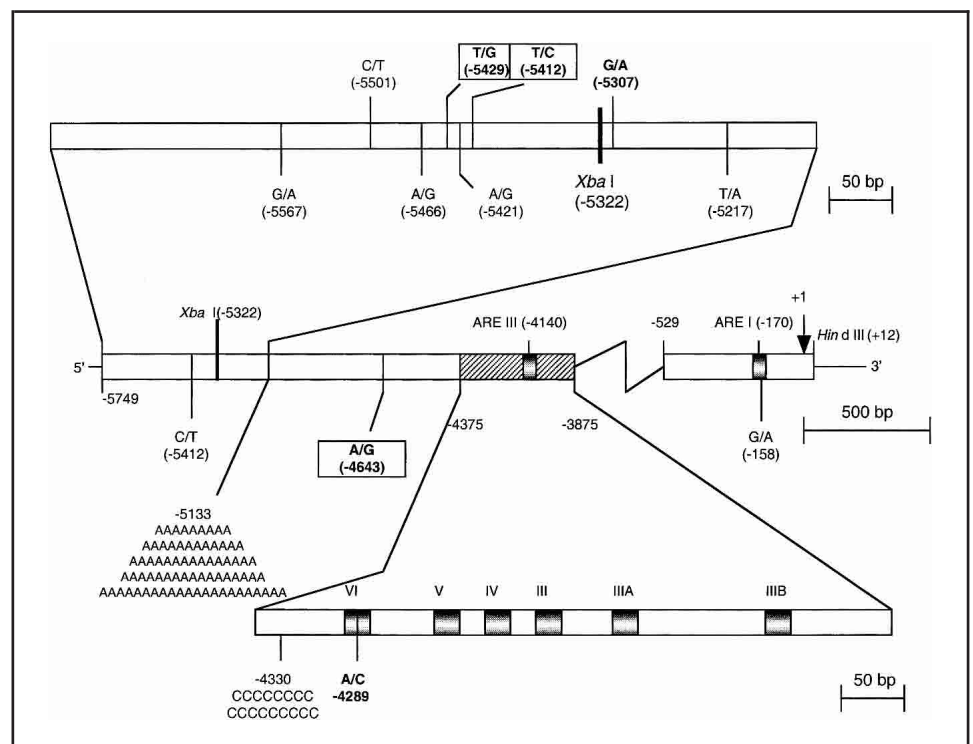 T/G T/C
(-5429) (-5412)
C/T
(-5501)
G/A
(-5307)
G/A
(-5567)
A/G
(-5466)
A/G
(-5421)
Xba I
(-5322)
T/A
(-5217)
50 bp
Xba I(-5322)
ARE III (-4140)
-529
ARE I (-170)
+1
Hin d III (+12)
5'
3'
-5749
C/T
(-5412)
A/G
(-4643)
-4375
-3875
G/A
(-158)
500 bp
-5133
AAAAAAAAA
AAAAAAAAAAAA
AAAAAAAAAAAAAAA
AAAAAAAAAAAAAAAAA
AAAAAAAAAAAAAAAAAAAAAA
VI V IV III IIIA IIIB
-4330
CCCCCCCC
CCCCCCCCC
A/C
-4289
50 bp